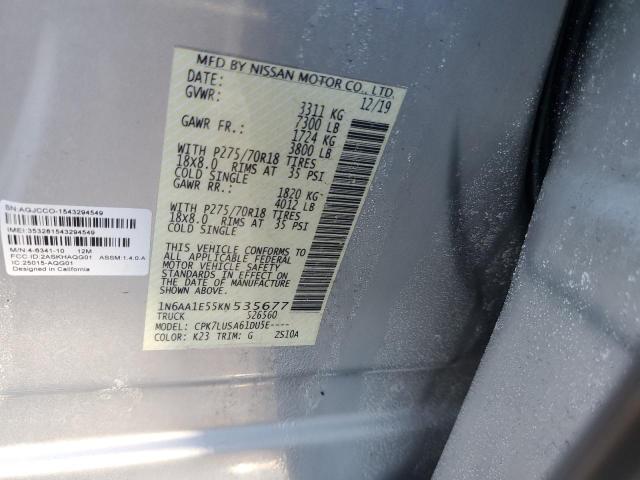 MFD BY NISSAN MOTOR CO., LTD.
DATE: 12/19
GVWR: 3311 KG
7300 LB
GAWR FR.: 1724 KG
3800 LB
WITH P275/70R18 TIRES
18X8.0 RIMS AT 35 PSI
COLD SINGLE
GAWR RR.: 1820 KG
4012 LB
WITH P275/70R18 TIRES
18X8.0 RIMS AT 35 PSI
COLD SINGLE
THIS VEHICLE CONFORMS TO ALL
APPLICABLE FEDERAL MOTOR
VEHICLE SAFETY STANDARDS IN
EFFECT ON THE DATE OF
MANUFACTURE SHOWN ABOVE.
1N6AA1E55KN535677
TRUCK 526560
MODEL: CPK7LUSA61DU5E----
COLOR: K23 TRIM: G ZS10A
SN:AGJCCO-1543294549
IMEI:353281543294549
M/N:4-6341-10 12M
FCC ID:2ASKHAQG01 ASSM:1.4.0.A
IC:25015-AQG01
Designed in California